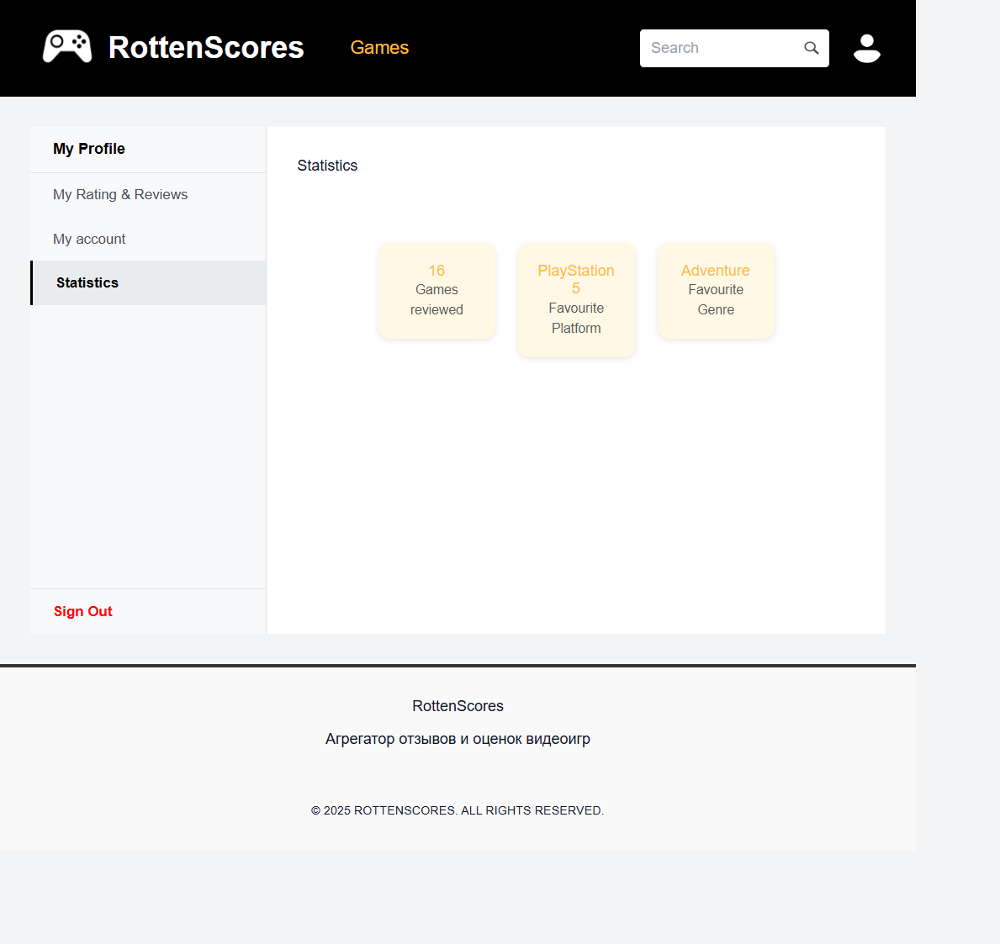 RottenScores
Games
Search
My Profile
My Rating & Reviews
My account
Statistics
Sign Out
Statistics
16
Games
reviewed
PlayStation
5
Favourite
Platform
Adventure
Favourite
Genre
RottenScores
Агрегатор отзывов и оценок видеоигр
© 2025 ROTTENSCORES. ALL RIGHTS RESERVED.